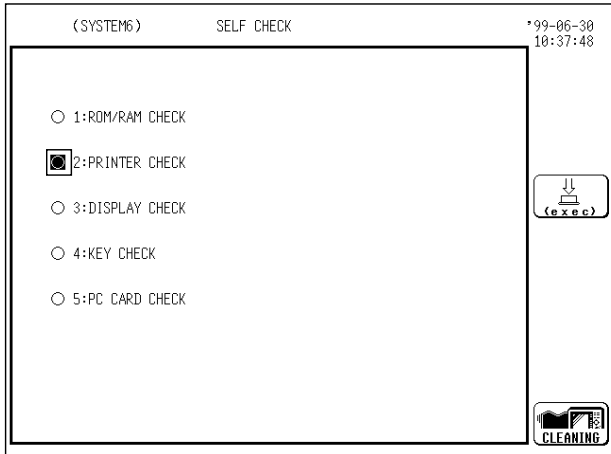 (SYSTEM6) SELF CHECK '99-06-30
10:37:48
1:ROM/RAM CHECK
2:PRINTER CHECK
3:DISPLAY CHECK
(exec)
4:KEY CHECK
5:PC CARD CHECK
CLEANING